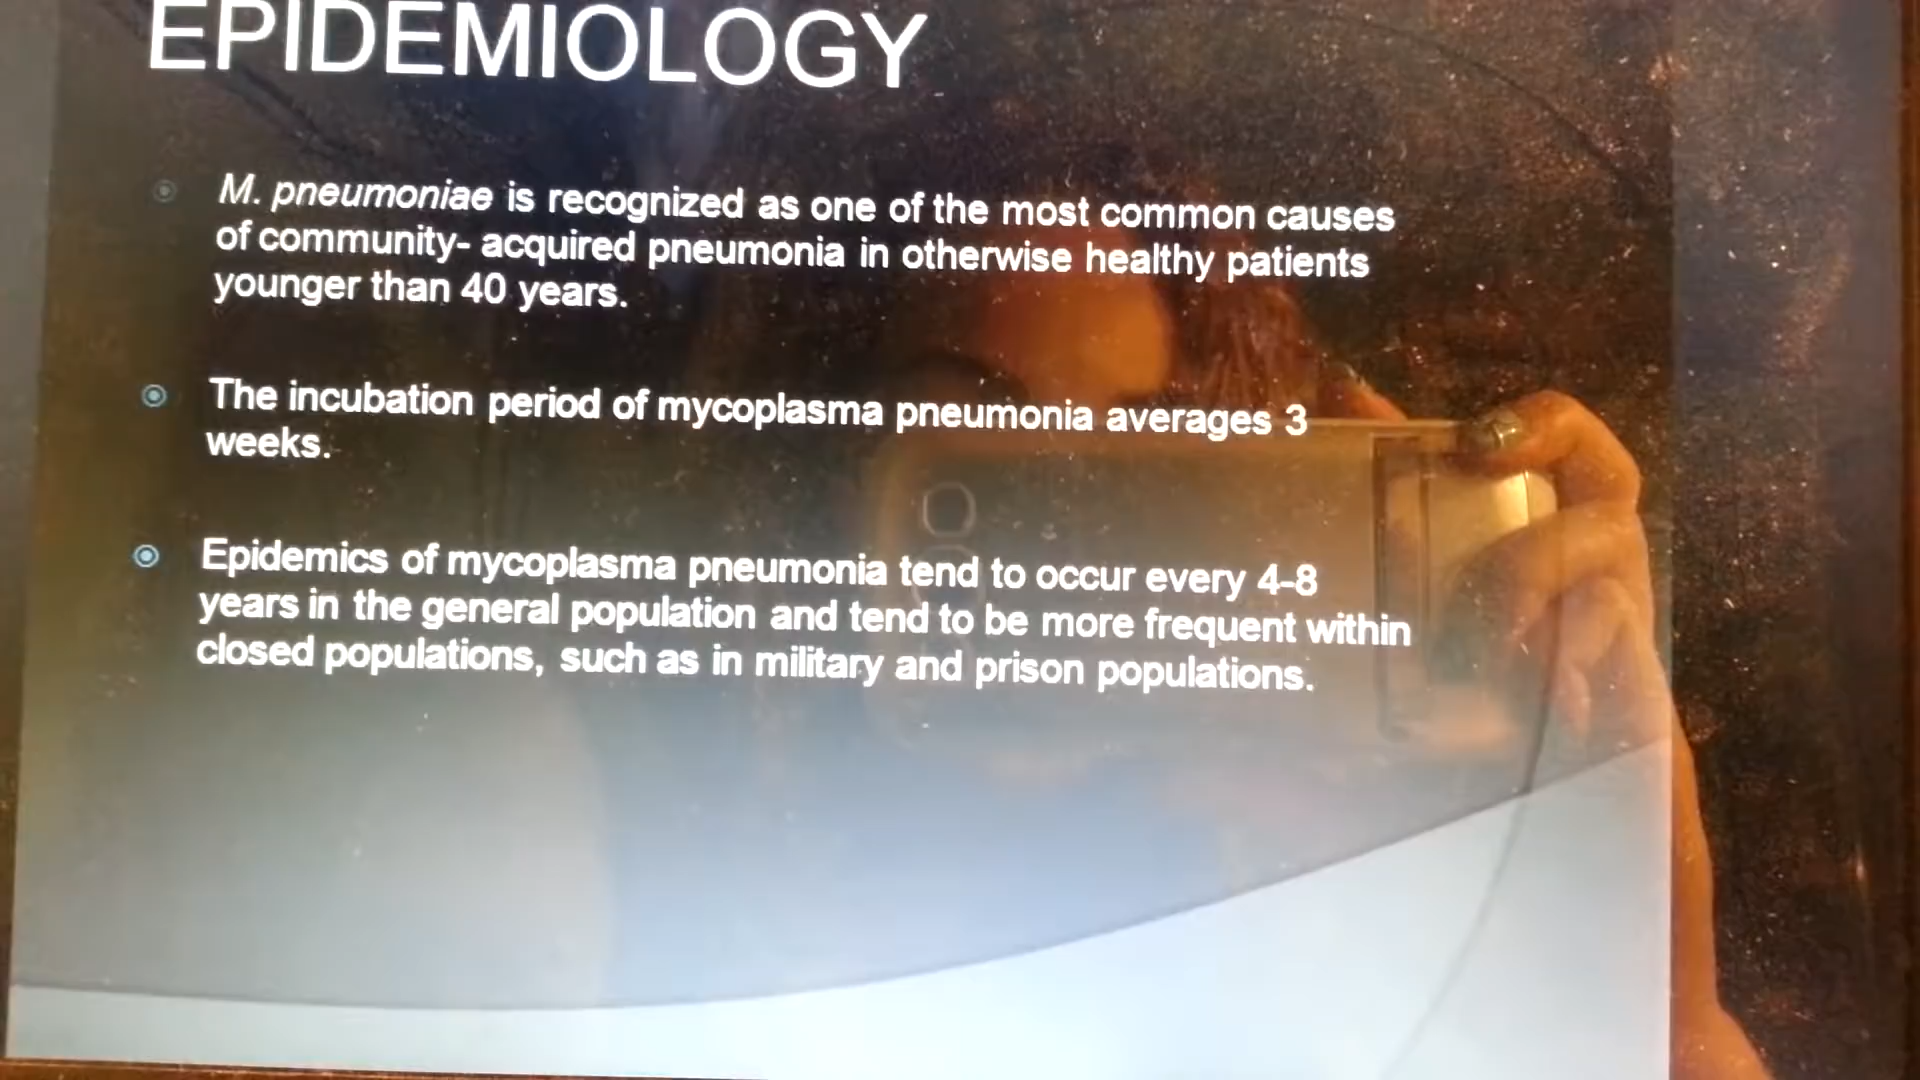 EPIDEMIOLOGY
M. pneumoniae is recognized as one of the most common causes
of community- acquired pneumonia in otherwise healthy patients
younger than 40 years.
The incubation period of mycoplasma pneumonia averages 3
weeks.
Epidemics of mycoplasma pneumonia tend to occur every 4-8
years in the general population and tend to be more frequent within
closed populations, such as in military and prison populations.